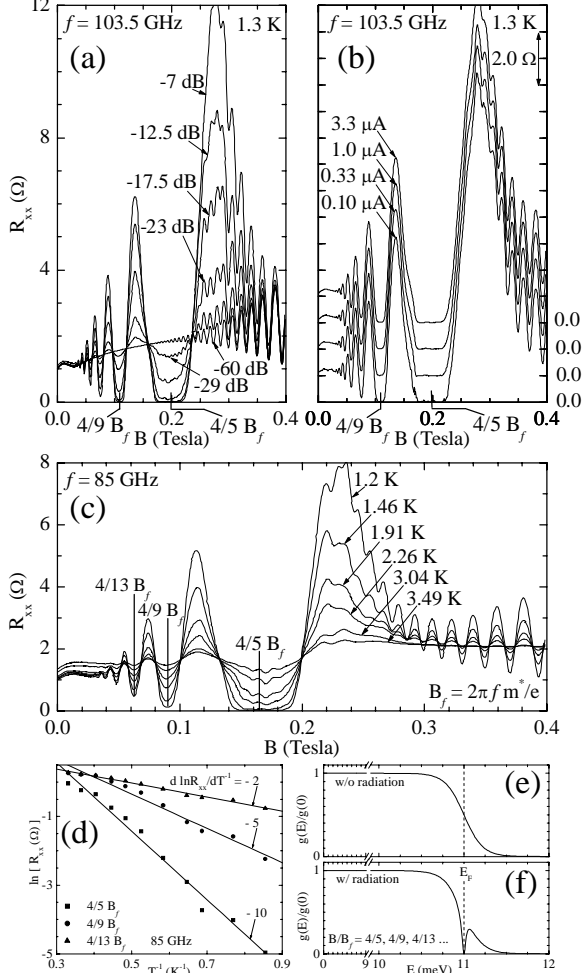 12
f = 103.5 GHz
1.3 K
(a)
-7 dB
-12.5 dB
-17.5 dB
-23 dB
-60 dB
-29 dB
8
4
0
R_xx (Ω)
0.0
0.2
0.4
4/9 B_f
B (Tesla)
4/5 B_f
f = 103.5 GHz
1.3 K
(b)
2.0 Ω
3.3 μA
1.0 μA
0.33 μA
0.10 μA
0.0
0.0
0.0
0.0
0.0
0.2
0.4
4/9 B_f
B (Tesla)
4/5 B_f
8
f = 85 GHz
(c)
1.2 K
1.46 K
1.91 K
2.26 K
3.04 K
3.49 K
6
4
2
0
R_xx (Ω)
4/13 B_f
4/9 B_f
4/5 B_f
B_f = 2π f m*/e
0.0
0.1
0.2
0.3
0.4
B (Tesla)
d lnR_xx/dT^-1 = - 2
- 5
- 10
(d)
-1
-3
-5
ln [ R_xx (Ω) ]
4/5 B_f
4/9 B_f
4/13 B_f
85 GHz
0.3
0.5
0.7
0.9
T^-1 (K^-1)
1
w/o radiation
(e)
0
g(E)/g(0)
1
w/ radiation
E_F
(f)
0
g(E)/g(0)
B/B_f = 4/5, 4/9, 4/13 ...
0
10
11
12
E (meV)